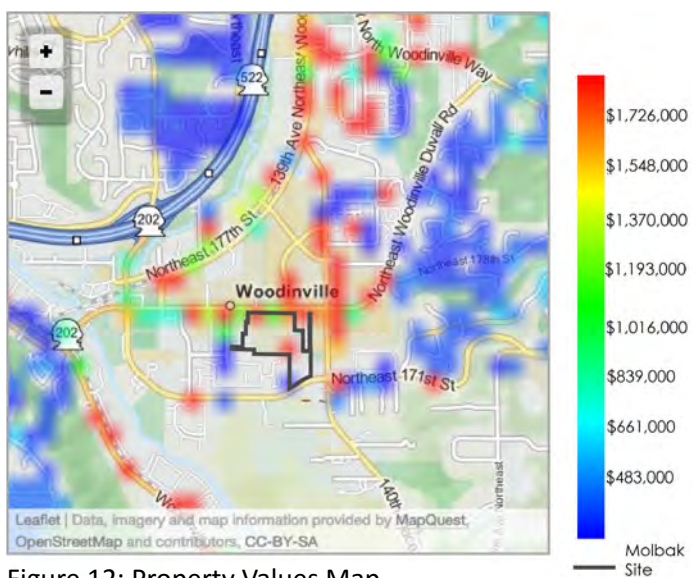 +
-
522
North Woodinville Way
139th Ave Northeast
Northeast Woodinville Duvall Rd
202
Northeast 177th St
Northeast 178th St
Woodinville
202
Northeast 171st St
140th
Northeast
Leaflet | Data, imagery and map information provided by MapQuest,
OpenStreetMap and contributors, CC-BY-SA
$1,726,000
$1,548,000
$1,370,000
$1,193,000
$1,016,000
$839,000
$661,000
$483,000
Molbak
Site
Figure 12: Property Values Map